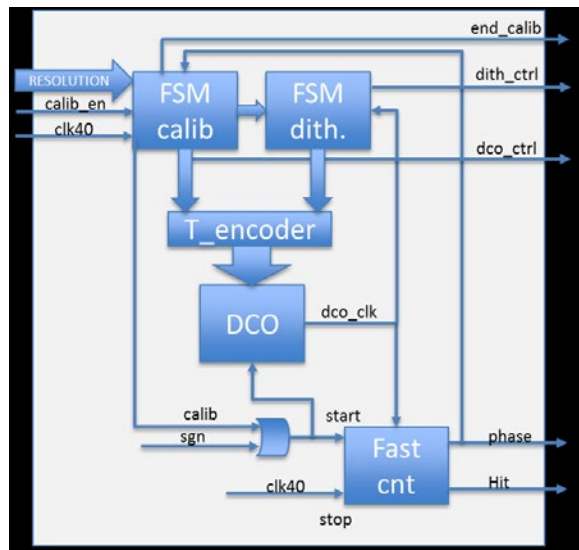 end_calib
RESOLUTION
FSM
calib
FSM
dith.
dith_ctrl
calib_en
clk40
dco_ctrl
T_encoder
DCO
dco_clk
calib
start
sgn
Fast
cnt
phase
clk40
Hit
stop